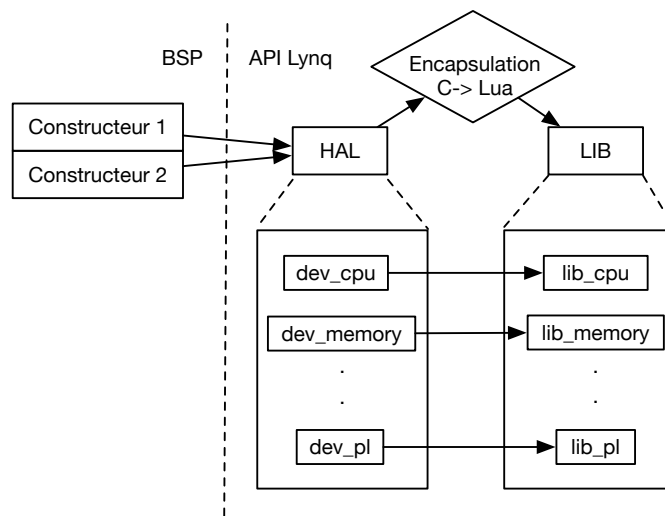 BSP
API Lynq
Encapsulation
C-> Lua
Constructeur 1
Constructeur 2
HAL
LIB
dev_cpu
lib_cpu
dev_memory
lib_memory
.
.
.
.
dev_pl
lib_pl